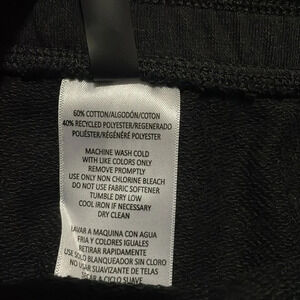 60% COTTON/ALGODÓN/COTON
40% RECYCLED POLYESTER/REGENERADO
POLIÉSTER/RÉGÉNÉRÉ POLYESTER
MACHINE WASH COLD
WITH LIKE COLORS ONLY
REMOVE PROMPTLY
USE ONLY NON CHLORINE BLEACH
DO NOT USE FABRIC SOFTENER
TUMBLE DRY LOW
COOL IRON IF NECESSARY
DRY CLEAN
LAVAR A MAQUINA CON AGUA
FRIA Y COLORES IGUALES
RETIRAR RAPIDAMENTE
USE SOLO BLANQUEADOR SIN CLORO
NO USAR SUAVIZANTE DE TELAS
SECAR A CICLO SUAVE